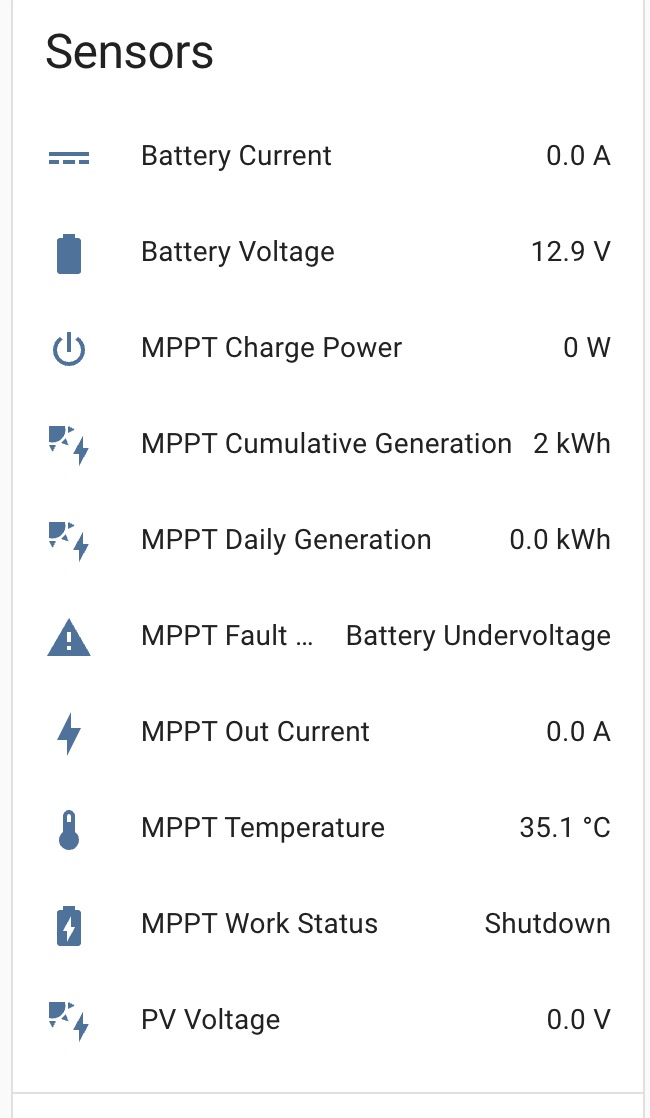 Sensors
Battery Current 0.0 A
Battery Voltage 12.9 V
MPPT Charge Power 0 W
MPPT Cumulative Generation 2 kWh
MPPT Daily Generation 0.0 kWh
MPPT Fault ... Battery Undervoltage
MPPT Out Current 0.0 A
MPPT Temperature 35.1 °C
MPPT Work Status Shutdown
PV Voltage 0.0 V